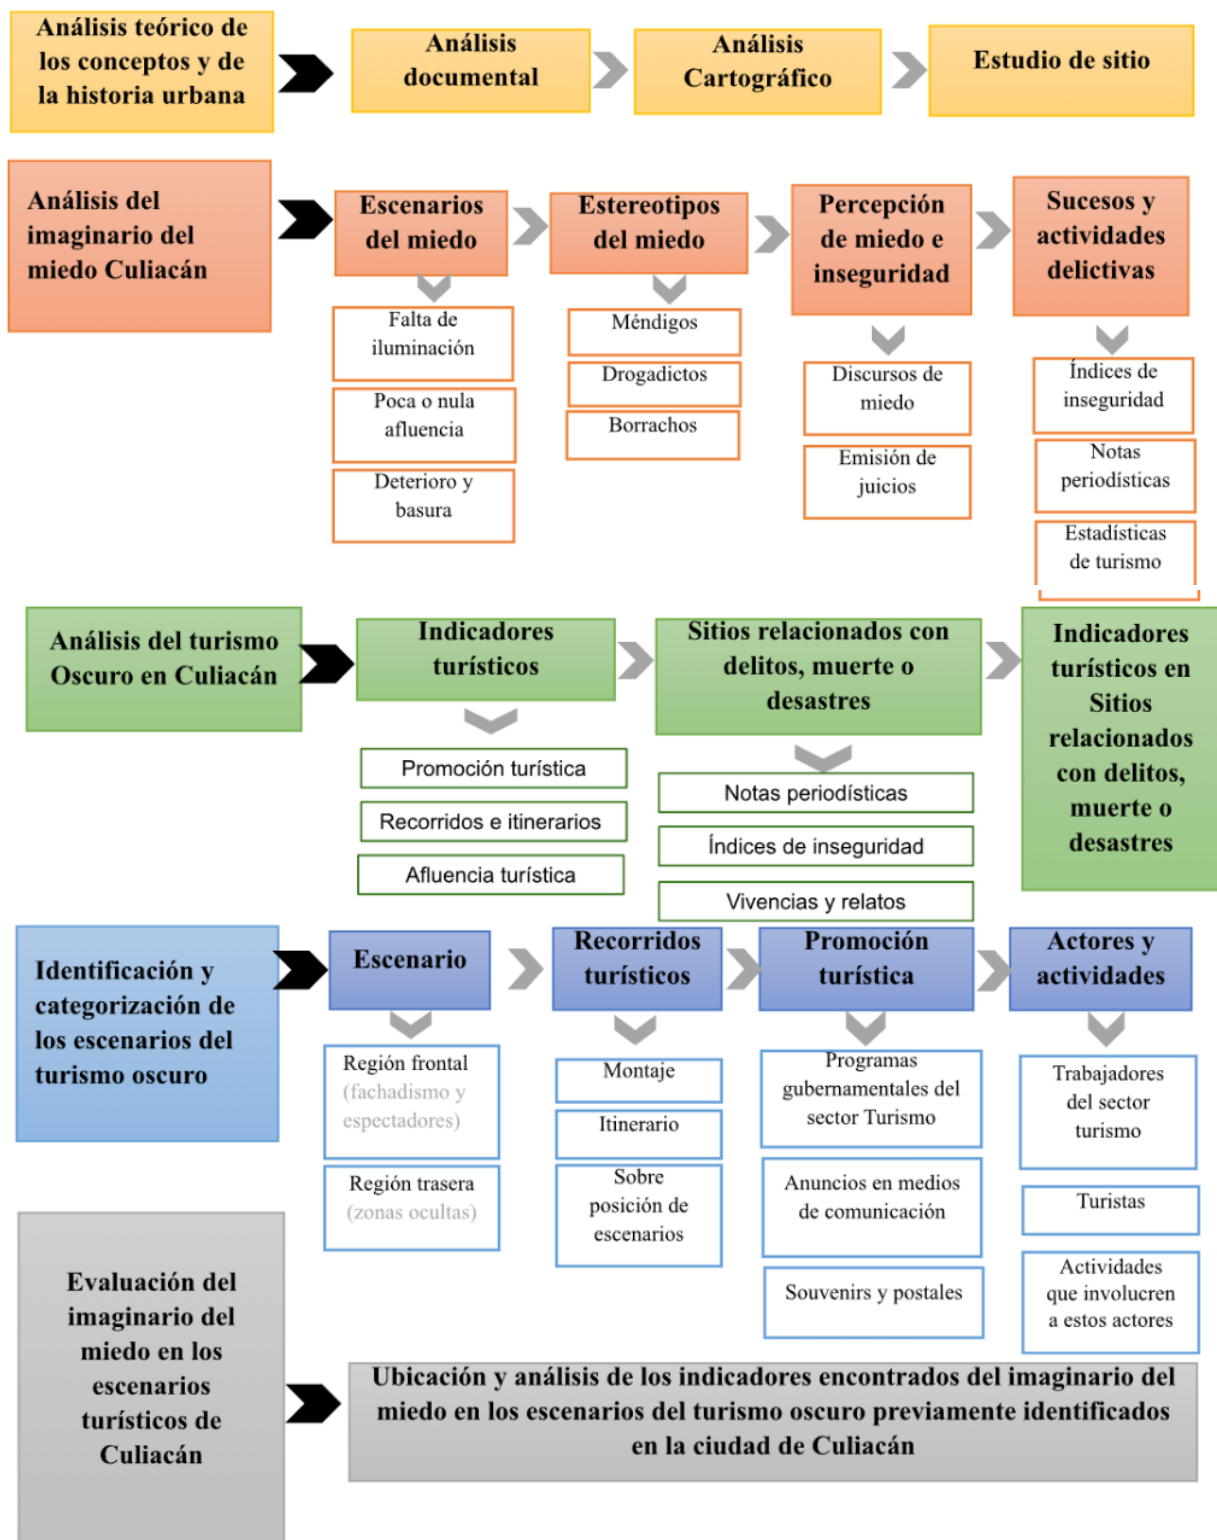 Análisis teórico de
los conceptos y de
la historia urbana
Análisis
documental
Análisis
Cartográfico
Estudio de sitio
Análisis del
imaginario del
miedo Culiacán
Escenarios
del miedo
Estereotipos
del miedo
Percepción
de miedo e
inseguridad
Sucesos y
actividades
delictivas
Falta de
iluminación
Poca o nula
afluencia
Deterioro y
basura
Méndigos
Drogadictos
Borrachos
Discursos de
miedo
Emisión de
juicios
Índices de
inseguridad
Notas
periodísticas
Estadísticas
de turismo
Análisis del turismo
Oscuro en Culiacán
Indicadores
turísticos
Sitios relacionados con
delitos, muerte o
desastres
Indicadores
turísticos en
Sitios
relacionados
con delitos,
muerte o
desastres
Promoción turística
Recorridos e itinerarios
Afluencia turística
Notas periodísticas
Índices de inseguridad
Vivencias y relatos
Identificación y
categorización de
los escenarios del
turismo oscuro
Escenario
Recorridos
turísticos
Promoción
turística
Actores y
actividades
Región frontal
(fachadismo y
espectadores)
Región trasera
(zonas ocultas)
Montaje
Itinerario
Sobre
posición de
escenarios
Programas
gubernamentales del
sector Turismo
Anuncios en medios
de comunicación
Souvenirs y postales
Trabajadores
del sector
turismo
Turistas
Actividades
que involucren
a estos actores
Evaluación del
imaginario del
miedo en los
escenarios
turísticos de
Culiacán
Ubicación y análisis de los indicadores encontrados del imaginario del
miedo en los escenarios del turismo oscuro previamente identificados
en la ciudad de Culiacán